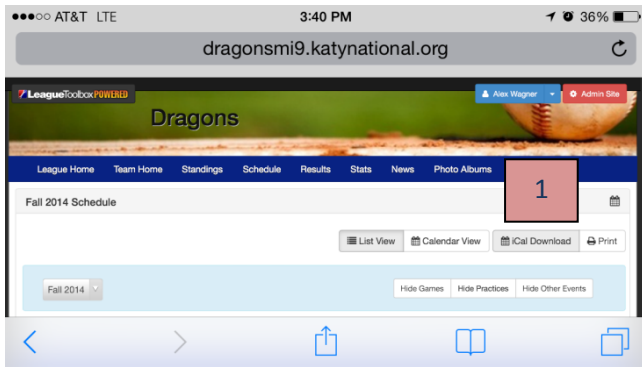 AT&T LTE 3:40 PM 36%
dragonsmi9.katynational.org
LeagueToolbox POWERED Alex Wagner Admin Site
Dragons
League Home Team Home Standings Schedule Results Stats News Photo Albums
1
Fall 2014 Schedule
List View Calendar View iCal Download Print
Fall 2014 Hide Games Hide Practices Hide Other Events